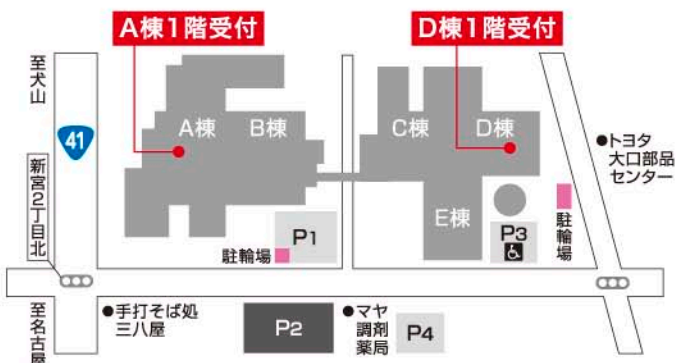 A棟1階受付
D棟1階受付
至犬山
41
新宮2丁目北
至名古屋
A棟
B棟
C棟
D棟
E棟
P1
駐輪場
P3
駐輪場
トヨタ
大口部品
センター
手打そば処
三八屋
P2
マヤ
調剤
薬局
P4